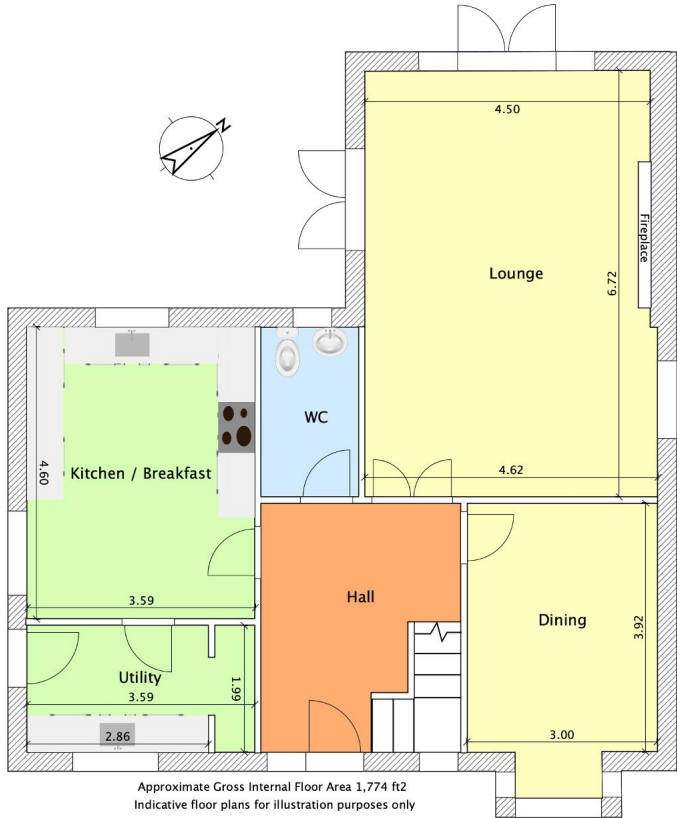 N
4.50
Fireplace
Lounge
6.72
WC
4.62
4.60
Kitchen / Breakfast
3.59
Hall
Dining
3.92
Utility
3.59
1.99
2.86
3.00
Approximate Gross Internal Floor Area 1,774 ft2
Indicative floor plans for illustration purposes only